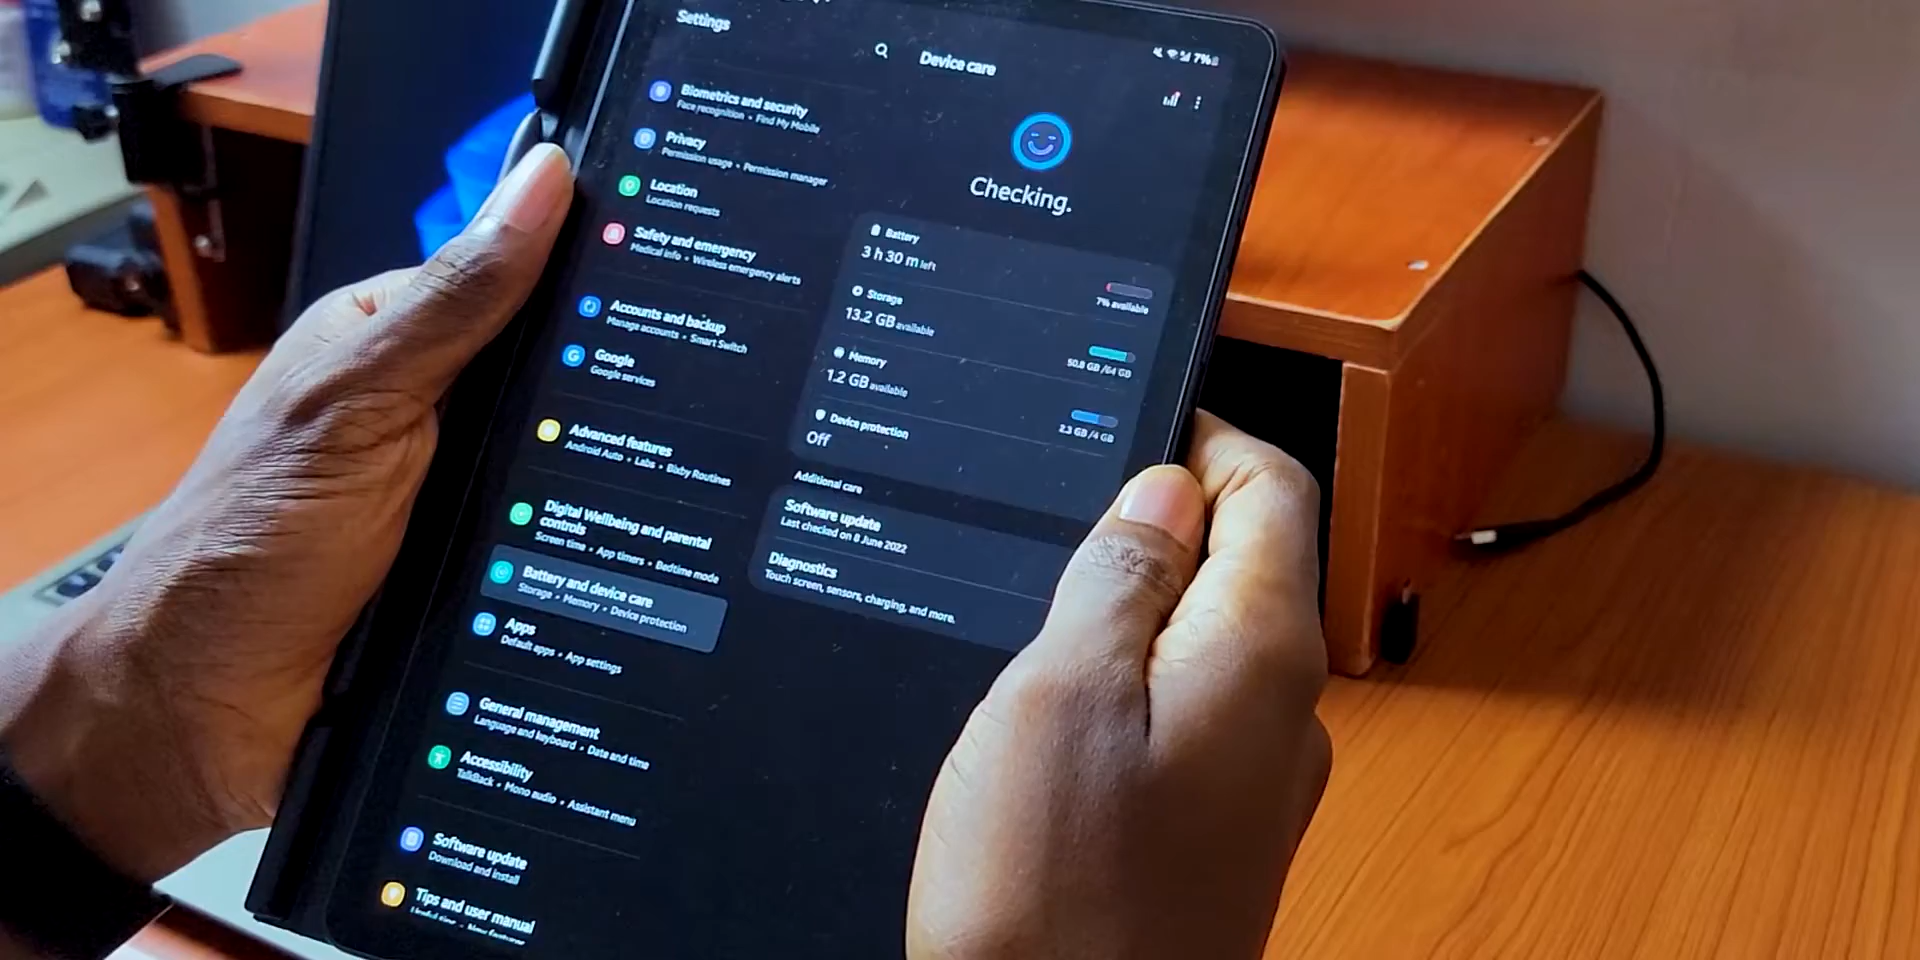 Settings
Biometrics and security
Face recognition • Find My Mobile
Privacy
Permission usage • Permission manager
Location
Location requests
Safety and emergency
Medical info • Wireless emergency alerts
Accounts and backup
Manage accounts • Smart Switch
Google
Google services
Advanced features
Android Auto • Labs • Bixby Routines
Digital Wellbeing and parental
controls
Screen time • App timers • Bedtime mode
Battery and device care
Storage • Memory • Device protection
Apps
Default apps • App settings
General management
Language and keyboard • Date and time
Accessibility
TalkBack • Mono audio • Assistant menu
Software update
Download and install
Tips and user manual
7%
Device care
Checking.
Battery
3 h 30 m left
7% available
Storage
13.2 GB available
50.8 GB /64 GB
Memory
1.2 GB available
2.3 GB /4 GB
Device protection
Off
Additional care
Software update
Last checked on 8 June 2022
Diagnostics
Touch screen, sensors, charging, and more.